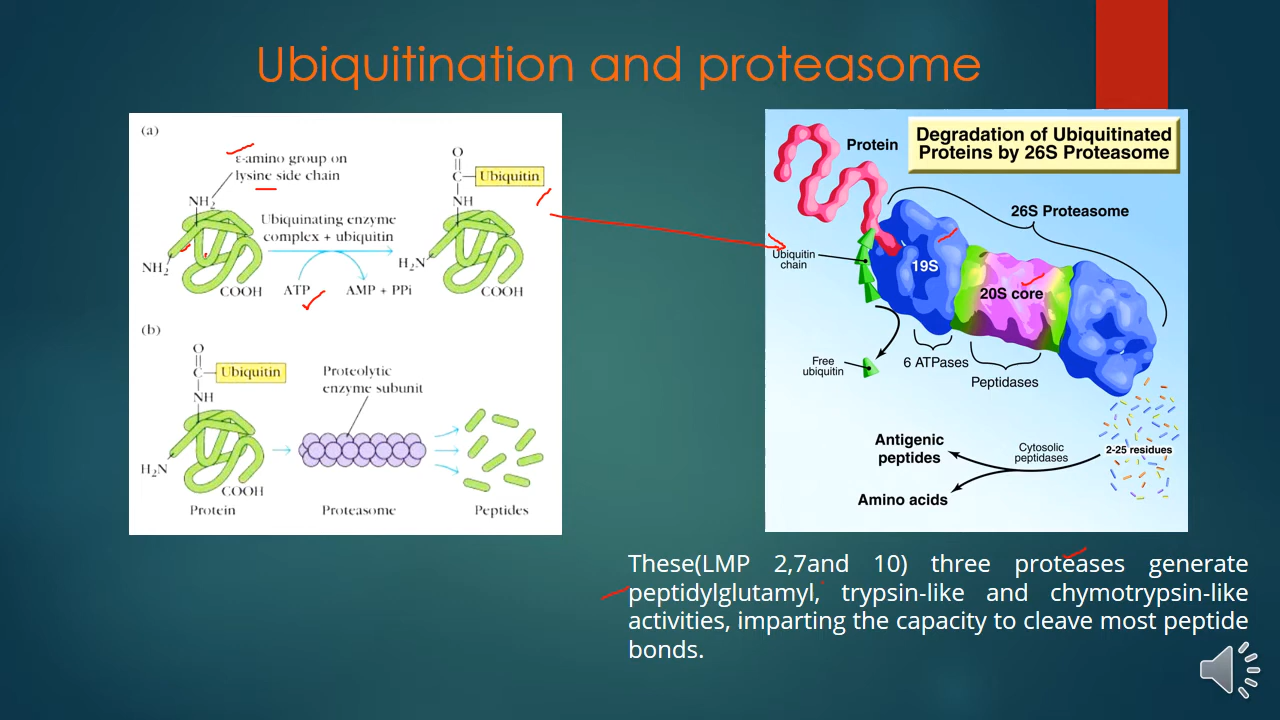 Ubiquitination and proteasome
(a)
ε-amino group on
lysine side chain
NH2
Ubiquinating enzyme
complex + ubiquitin
NH2
COOH
ATP
AMP + PPi
O
C
Ubiquitin
NH
H2N
COOH
(b)
O
C
Ubiquitin
NH
H2N
COOH
Proteolytic
enzyme subunit
Protein
Proteasome
Peptides
Degradation of Ubiquitinated
Proteins by 26S Proteasome
Protein
26S Proteasome
Ubiquitin
chain
19S
20S core
Free
ubiquitin
6 ATPases
Peptidases
Antigenic
peptides
Cytosolic
peptidases
2-25 residues
Amino acids
These(LMP 2,7and 10) three proteases generate
peptidylglutamyl, trypsin-like and chymotrypsin-like
activities, imparting the capacity to cleave most peptide
bonds.